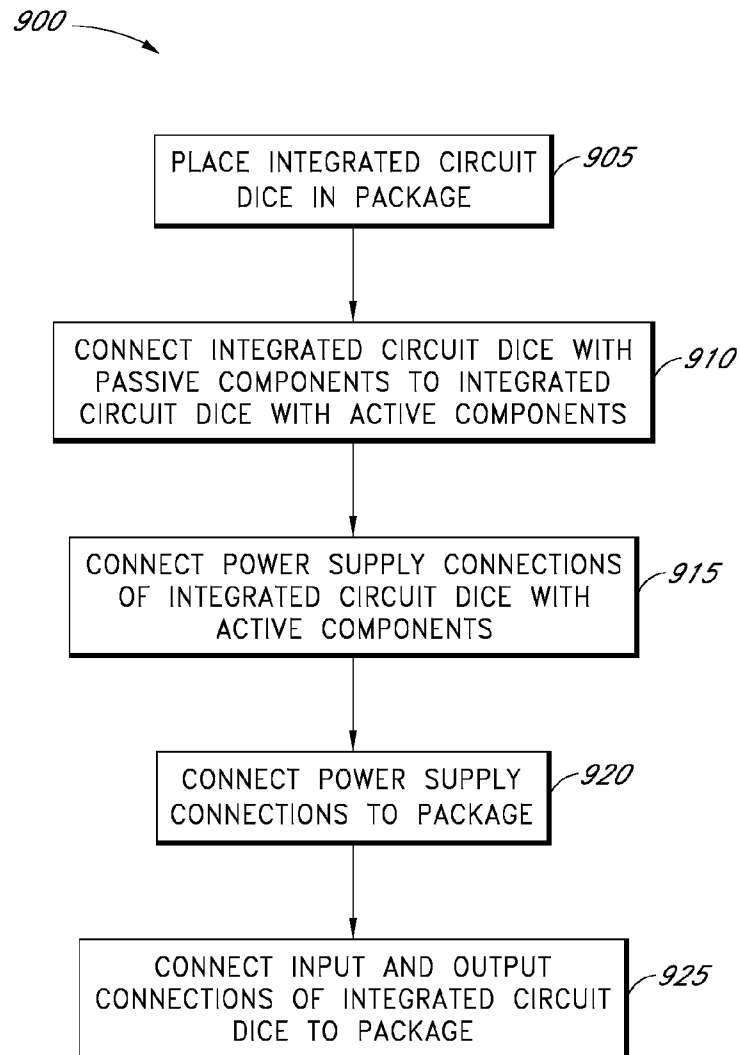 900
PLACE INTEGRATED CIRCUIT
DICE IN PACKAGE
905
CONNECT INTEGRATED CIRCUIT DICE WITH
PASSIVE COMPONENTS TO INTEGRATED
CIRCUIT DICE WITH ACTIVE COMPONENTS
910
CONNECT POWER SUPPLY CONNECTIONS
OF INTEGRATED CIRCUIT DICE WITH
ACTIVE COMPONENTS
915
CONNECT POWER SUPPLY
CONNECTIONS TO PACKAGE
920
CONNECT INPUT AND OUTPUT
CONNECTIONS OF INTEGRATED CIRCUIT
DICE TO PACKAGE
925